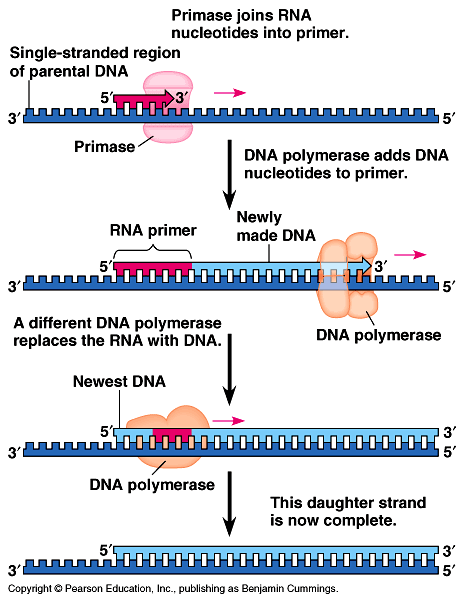 Primase joins RNA
nucleotides into primer.
Single-stranded region
of parental DNA
5′ 3′
3′ 5′
Primase
DNA polymerase adds DNA
nucleotides to primer.
Newly
made DNA
RNA primer
5′ 3′
3′ 5′
DNA polymerase
A different DNA polymerase
replaces the RNA with DNA.
Newest DNA
5′ 3′
3′ 5′
DNA polymerase
This daughter strand
is now complete.
5′ 3′
3′ 5′
Copyright © Pearson Education, Inc., publishing as Benjamin Cummings.